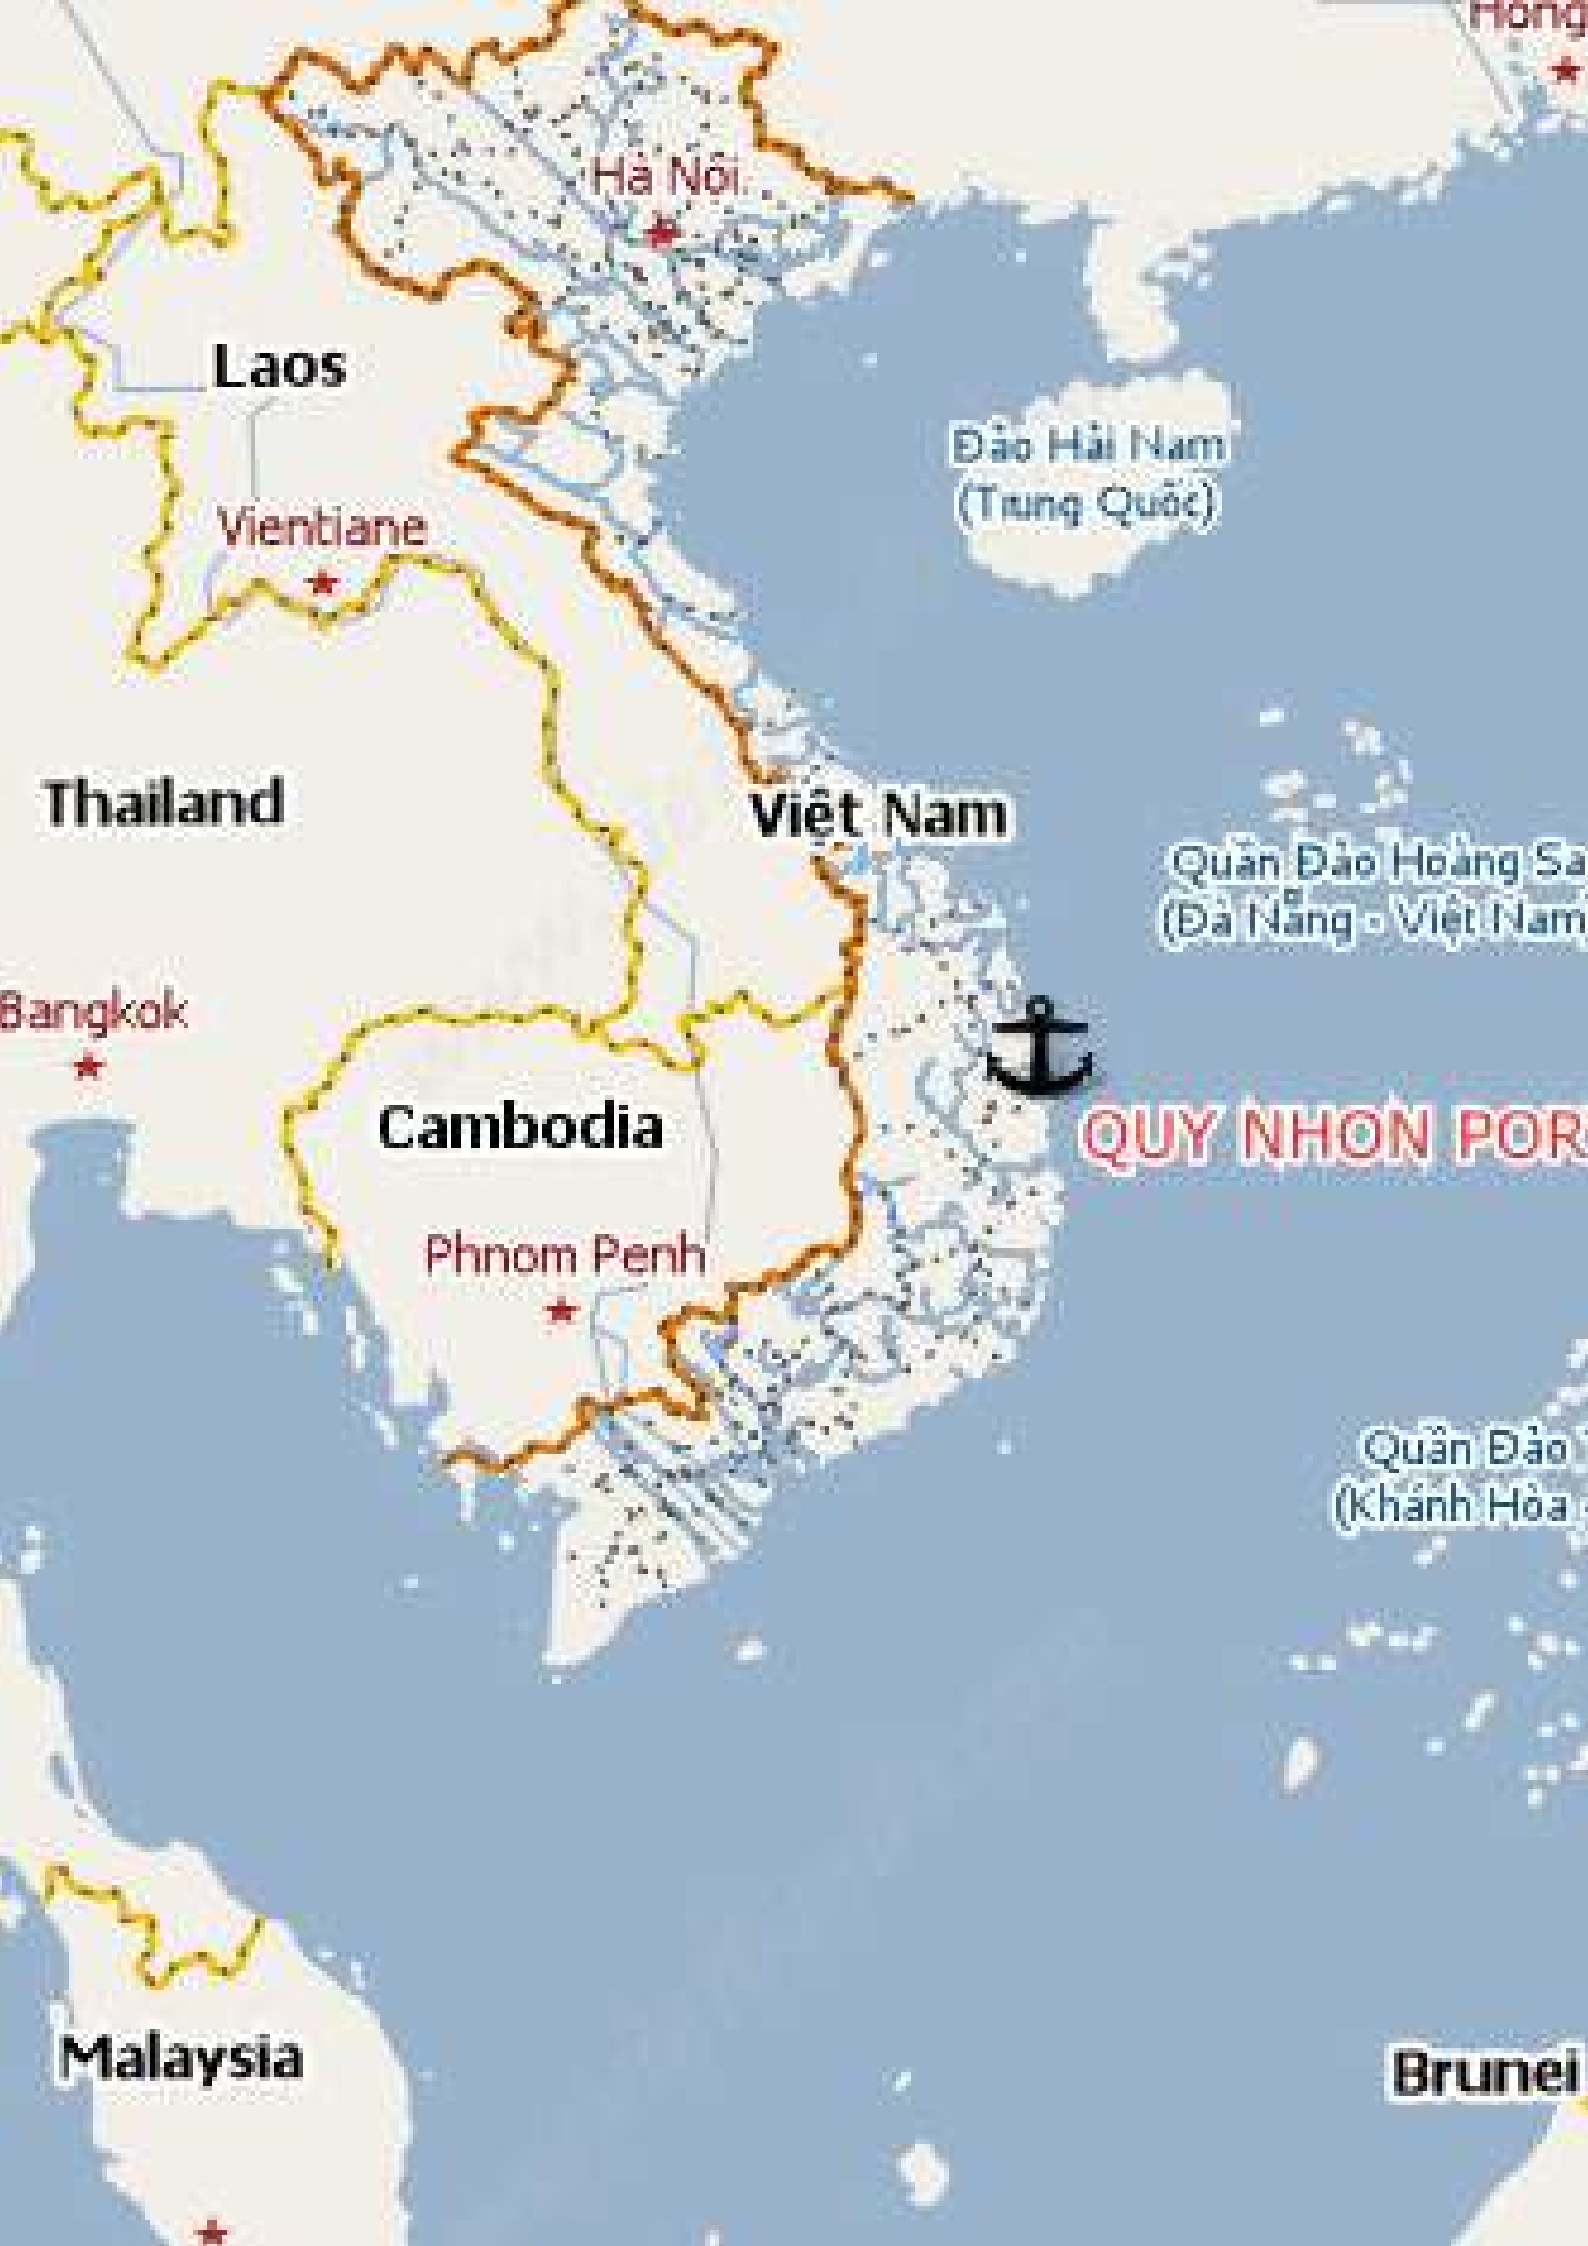 Hong
Hà Nội
Laos
Đảo Hải Nam
(Trung Quốc)
Vientiane
Thailand
Việt Nam
Quần Đảo Hoàng Sa
(Đà Nẵng - Việt Nam
Bangkok
Cambodia
QUY NHON POR
Phnom Penh
Quần Đảo
(Khánh Hòa
Malaysia
Brunei